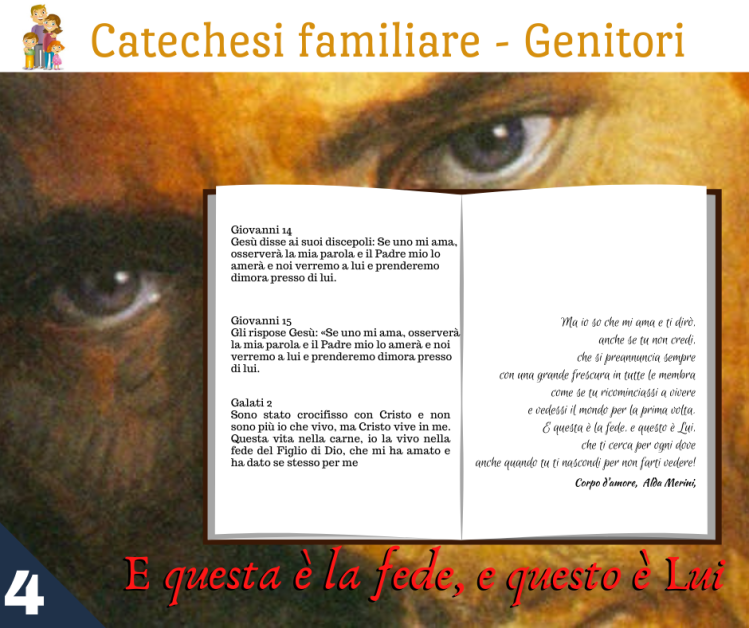 Catechesi familiare - Genitori
Giovanni 14
Gesù disse ai suoi discepoli: Se uno mi ama,
osserverà la mia parola e il Padre mio lo
amerà e noi verremo a lui e prenderemo
dimora presso di lui.
Giovanni 15
Gli rispose Gesù: «Se uno mi ama, osserverà
la mia parola e il Padre mio lo amerà e noi
verremo a lui e prenderemo dimora presso
di lui.
Galati 2
Sono stato crocifisso con Cristo e non
sono più io che vivo, ma Cristo vive in me.
Questa vita nella carne, io la vivo nella
fede del Figlio di Dio, che mi ha amato e
ha dato se stesso per me
Ma io so che mi ama e ti dirò,
anche se tu non credi,
che si preannuncia sempre
con una grande frescura in tutte le membra
come se tu ricominciassi a vivere
e vedessi il mondo per la prima volta.
E questa è la fede, e questo è Lui,
che ti cerca per ogni dove
anche quando tu ti nascondi per non farti vedere!
Corpo d'amore, Alda Merini,
E questa è la fede, e questo è Lui
4